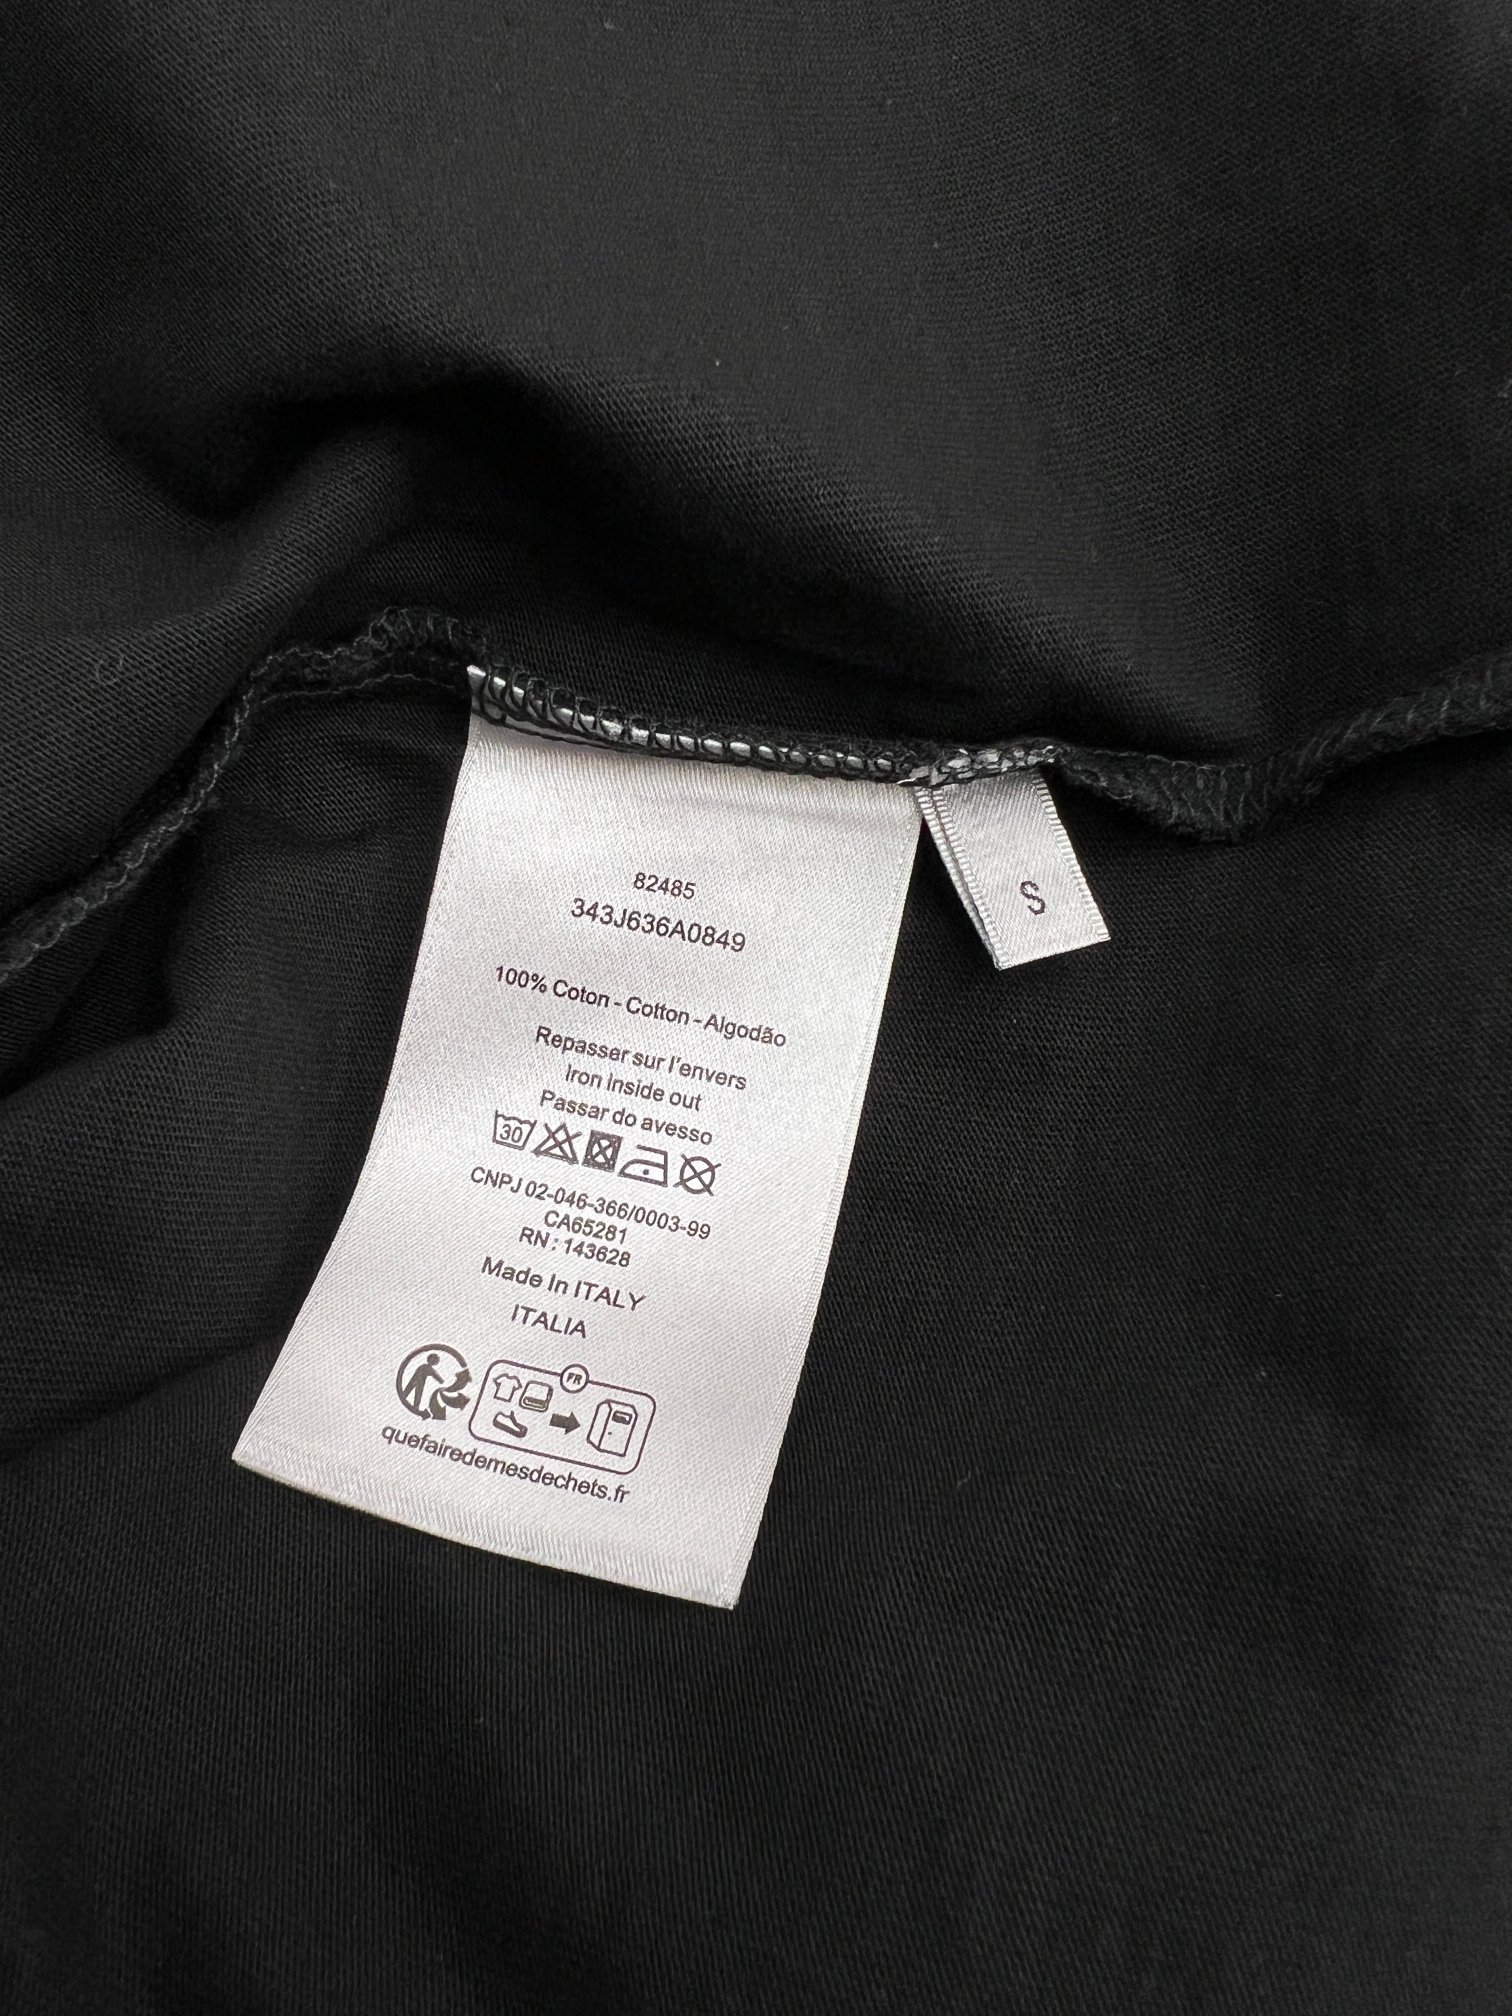 82485
343J636A0849
100% Coton - Cotton - Algodão
Repasser sur l'envers
Iron inside out
Passar do avesso
30
CNPJ 02-046-366/0003-99
CA65281
RN : 143628
Made In ITALY
ITALIA
FR
quefairedemesdechets.fr
S